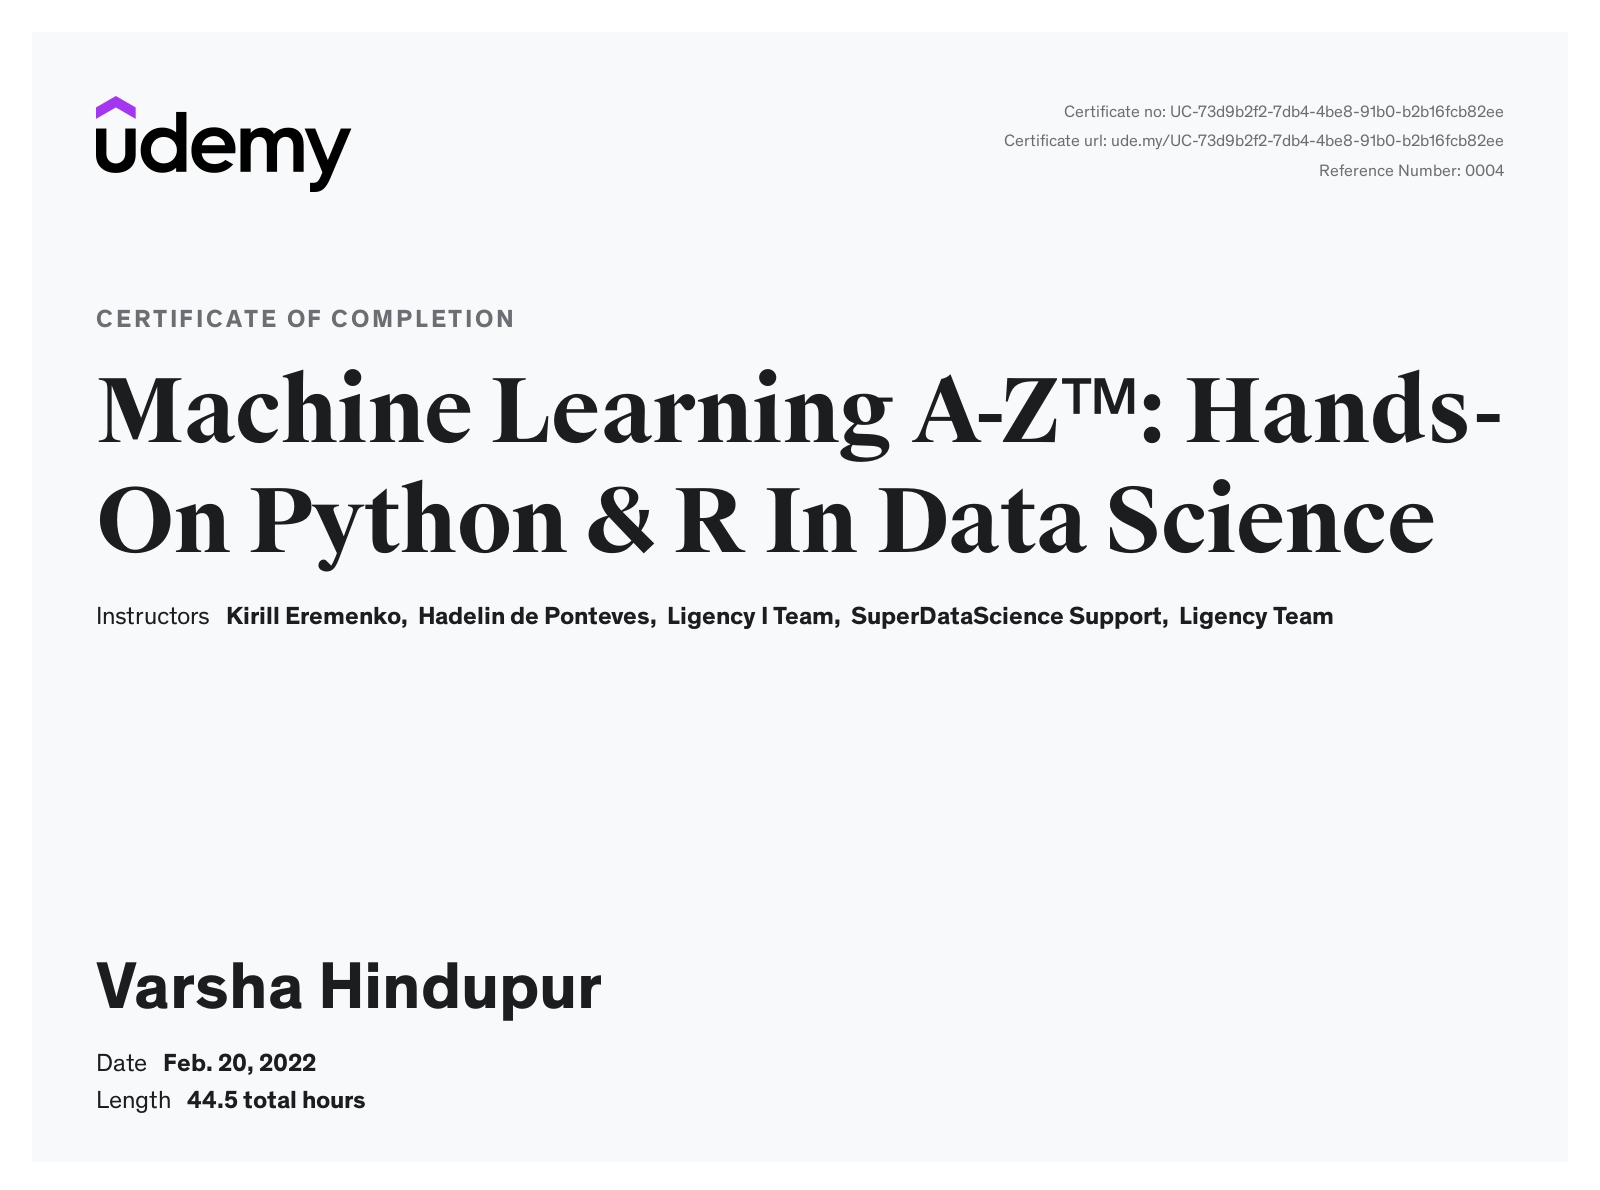 udemy
Certificate no: UC-73d9b2f2-7db4-4be8-91b0-b2b16fcb82ee
Certificate url: ude.my/UC-73d9b2f2-7db4-4be8-91b0-b2b16fcb82ee
Reference Number: 0004
CERTIFICATE OF COMPLETION
Machine Learning A-Z™: Hands-
On Python & R In Data Science
Instructors Kirill Eremenko, Hadelin de Ponteves, Ligency I Team, SuperDataScience Support, Ligency Team
Varsha Hindupur
Date Feb. 20, 2022
Length 44.5 total hours